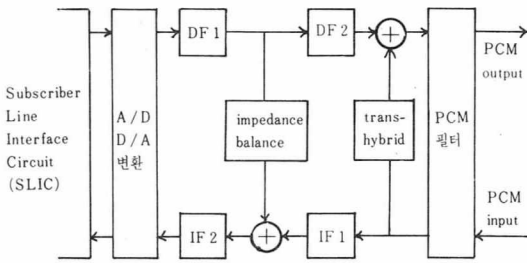 Subscriber
Line
Interface
Circuit
(SLIC)
A/D
D/A
변환
DF 1
DF 2
impedance
balance
trans-
hybrid
IF 2
IF 1
PCM
필터
PCM
output
PCM
input